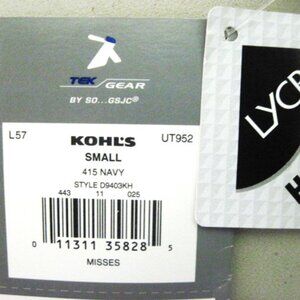 TEK GEAR
BY SO...GSJC®
L57 KOHL'S UT952
SMALL
415 NAVY
STYLE D9403KH
443 11 025
0 11311 35828 5
MISSES
LYCR
H